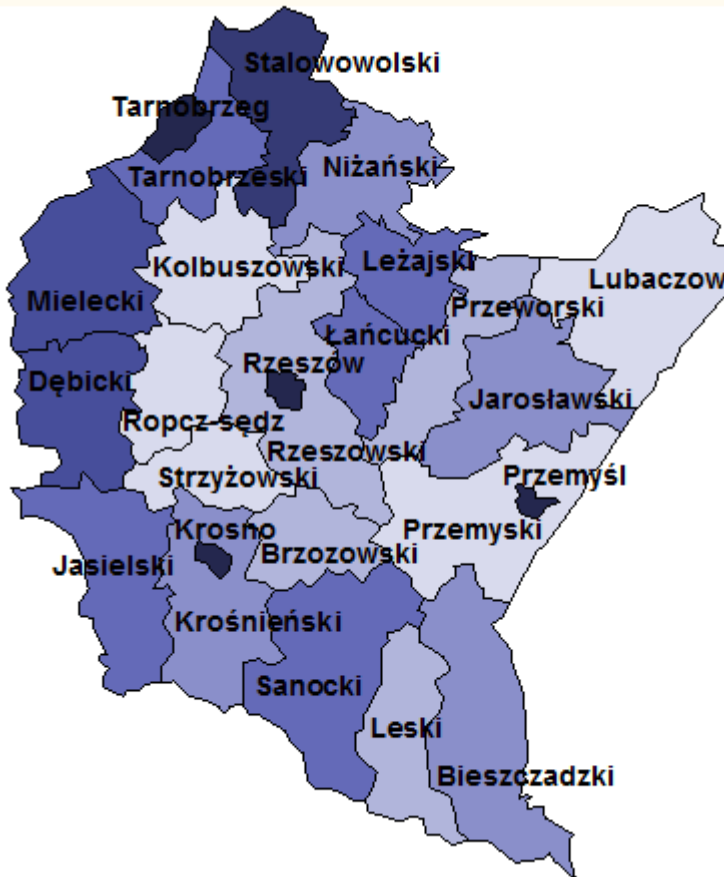 Stalowowolski
Tarnobrzeg
Tarnobrzeski
Niżański
Kolbuszowski
Leżajski
Lubaczow
Mielecki
Przeworski
Łańcucki
Rzeszów
Dębicki
Jarosławski
Ropcz-sędz
Rzeszowski
Strzyżowski
Przemyśl
Krosno
Przemyski
Brzozowski
Jasielski
Krośnieński
Sanocki
Leski
Bieszczadzki